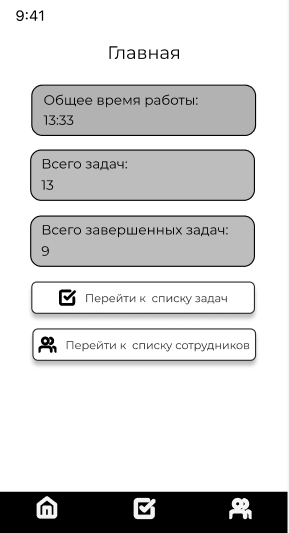 9:41
Главная
Общее время работы:
13:33
Всего задач:
13
Всего завершенных задач:
9
Перейти к списку задач
Перейти к списку сотрудников